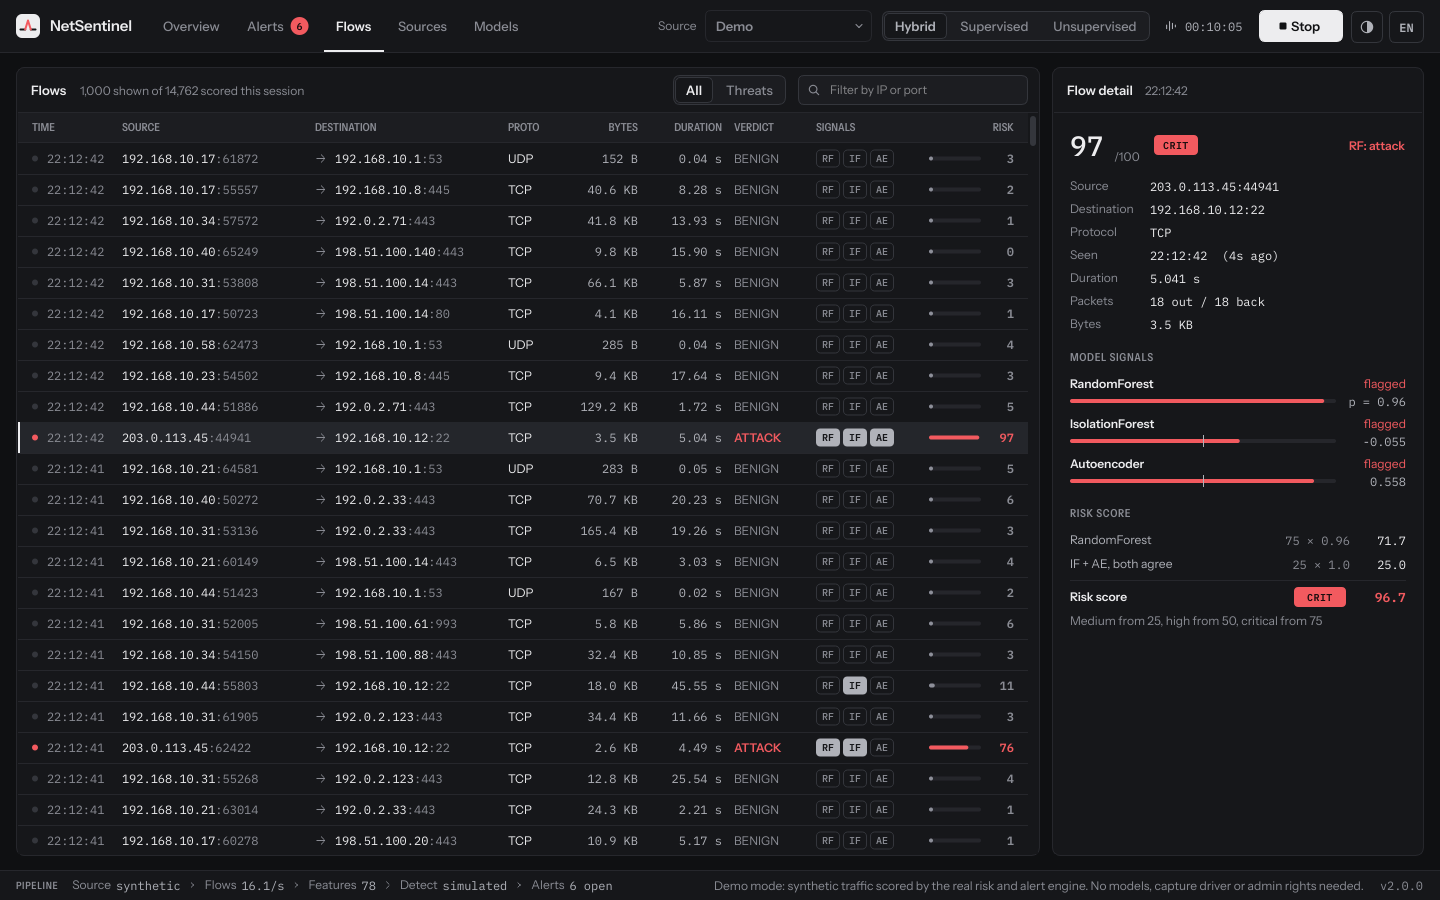 NetSentinel Overview Alerts 6 Flows Sources Models Source Demo Hybrid Supervised Unsupervised 00:10:05 Stop EN
Flows 1,000 shown of 14,762 scored this session All Threats Filter by IP or port
TIME SOURCE DESTINATION PROTO BYTES DURATION VERDICT SIGNALS RISK
22:12:42 192.168.10.17:61872 → 192.168.10.1:53 UDP 152 B 0.04 s BENIGN RF IF AE 3
22:12:42 192.168.10.17:55557 → 192.168.10.8:445 TCP 40.6 KB 8.28 s BENIGN RF IF AE 2
22:12:42 192.168.10.34:57572 → 192.0.2.71:443 TCP 41.8 KB 13.93 s BENIGN RF IF AE 1
22:12:42 192.168.10.40:65249 → 198.51.100.140:443 TCP 9.8 KB 15.90 s BENIGN RF IF AE 0
22:12:42 192.168.10.31:53808 → 198.51.100.14:443 TCP 66.1 KB 5.87 s BENIGN RF IF AE 3
22:12:42 192.168.10.17:50723 → 198.51.100.14:80 TCP 4.1 KB 16.11 s BENIGN RF IF AE 1
22:12:42 192.168.10.58:62473 → 192.168.10.1:53 UDP 285 B 0.04 s BENIGN RF IF AE 4
22:12:42 192.168.10.23:54502 → 192.168.10.8:445 TCP 9.4 KB 17.64 s BENIGN RF IF AE 3
22:12:42 192.168.10.44:51886 → 192.0.2.71:443 TCP 129.2 KB 1.72 s BENIGN RF IF AE 5
22:12:42 203.0.113.45:44941 → 192.168.10.12:22 TCP 3.5 KB 5.04 s ATTACK RF IF AE 97
22:12:41 192.168.10.21:64581 → 192.168.10.1:53 UDP 283 B 0.05 s BENIGN RF IF AE 5
22:12:41 192.168.10.40:50272 → 192.0.2.33:443 TCP 70.7 KB 20.23 s BENIGN RF IF AE 6
22:12:41 192.168.10.31:53136 → 192.0.2.33:443 TCP 165.4 KB 19.26 s BENIGN RF IF AE 3
22:12:41 192.168.10.21:60149 → 198.51.100.14:443 TCP 6.5 KB 3.03 s BENIGN RF IF AE 4
22:12:41 192.168.10.44:51423 → 192.168.10.1:53 UDP 167 B 0.02 s BENIGN RF IF AE 2
22:12:41 192.168.10.31:52005 → 198.51.100.61:993 TCP 5.8 KB 5.86 s BENIGN RF IF AE 6
22:12:41 192.168.10.34:54150 → 198.51.100.88:443 TCP 32.4 KB 10.85 s BENIGN RF IF AE 3
22:12:41 192.168.10.44:55803 → 192.168.10.12:22 TCP 18.0 KB 45.55 s BENIGN RF IF AE 11
22:12:41 192.168.10.31:61905 → 192.0.2.123:443 TCP 34.4 KB 11.66 s BENIGN RF IF AE 3
22:12:41 203.0.113.45:62422 → 192.168.10.12:22 TCP 2.6 KB 4.49 s ATTACK RF IF AE 76
22:12:41 192.168.10.31:55268 → 192.0.2.123:443 TCP 12.8 KB 25.54 s BENIGN RF IF AE 4
22:12:41 192.168.10.21:63014 → 192.0.2.33:443 TCP 24.3 KB 2.21 s BENIGN RF IF AE 1
22:12:41 192.168.10.17:60278 → 198.51.100.20:443 TCP 10.9 KB 5.17 s BENIGN RF IF AE 1
Flow detail 22:12:42
97 /100 CRIT RF: attack
Source 203.0.113.45:44941
Destination 192.168.10.12:22
Protocol TCP
Seen 22:12:42 (4s ago)
Duration 5.041 s
Packets 18 out / 18 back
Bytes 3.5 KB
MODEL SIGNALS
RandomForest flagged
p = 0.96
IsolationForest flagged
-0.055
Autoencoder flagged
0.558
RISK SCORE
RandomForest 75 × 0.96 71.7
IF + AE, both agree 25 × 1.0 25.0
Risk score CRIT 96.7
Medium from 25, high from 50, critical from 75
PIPELINE Source synthetic › Flows 16.1/s › Features 78 › Detect simulated › Alerts 6 open Demo mode: synthetic traffic scored by the real risk and alert engine. No models, capture driver or admin rights needed. v2.0.0